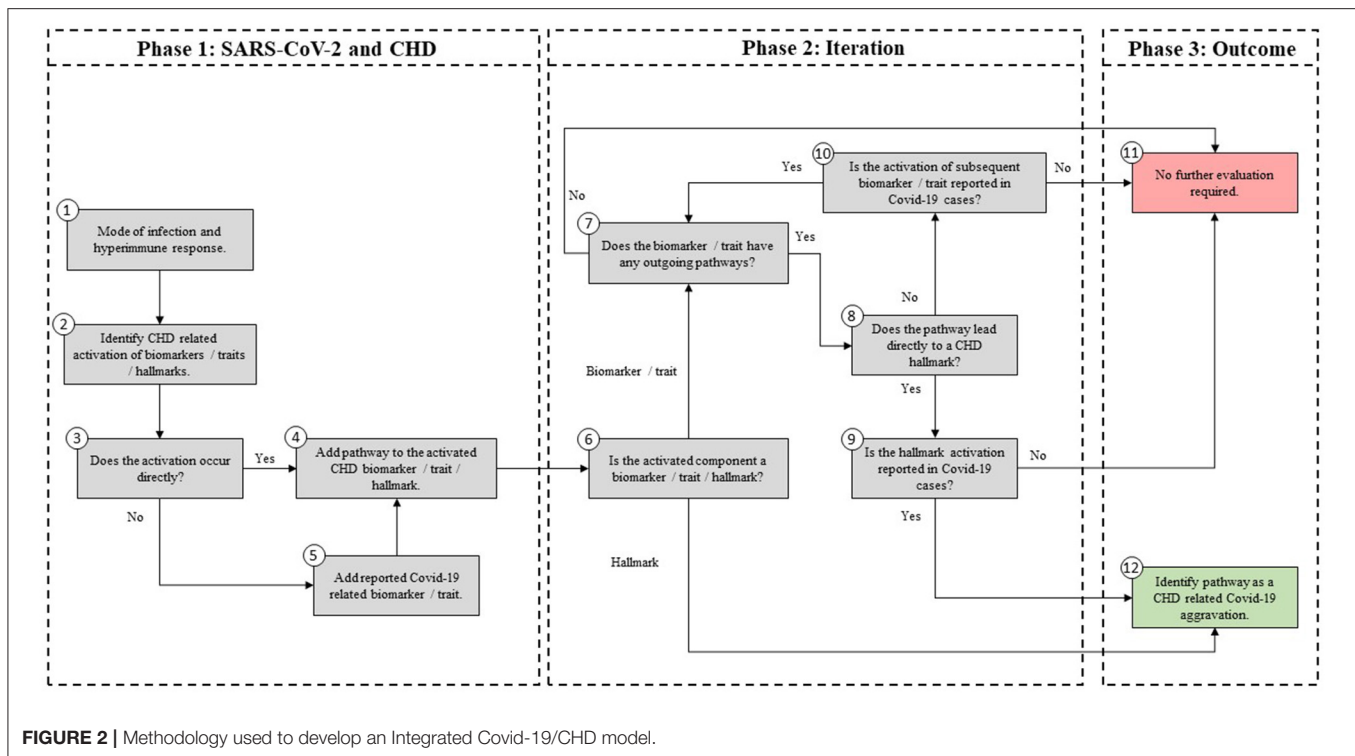 Phase 1: SARS-CoV-2 and CHD
1
Mode of infection and
hyperimmune response.
2
Identify CHD related
activation of biomarkers / traits
/ hallmarks.
3
Does the activation occur
directly?
Yes
No
4
Add pathway to the activated
CHD biomarker / trait /
hallmark.
5
Add reported Covid-19
related biomarker / trait.
Phase 2: Iteration
6
Is the activated component a
biomarker / trait / hallmark?
Biomarker / trait
Hallmark
7
Does the biomarker / trait have
any outgoing pathways?
No
Yes
8
Does the pathway lead
directly to a CHD
hallmark?
No
Yes
9
Is the hallmark activation
reported in Covid-19
cases?
No
Yes
10
Is the activation of subsequent
biomarker / trait reported in
Covid-19 cases?
Yes
No
Phase 3: Outcome
11
No further evaluation
required.
12
Identify pathway as a
CHD related Covid-19
aggravation.
FIGURE 2 | Methodology used to develop an Integrated Covid-19/CHD model.